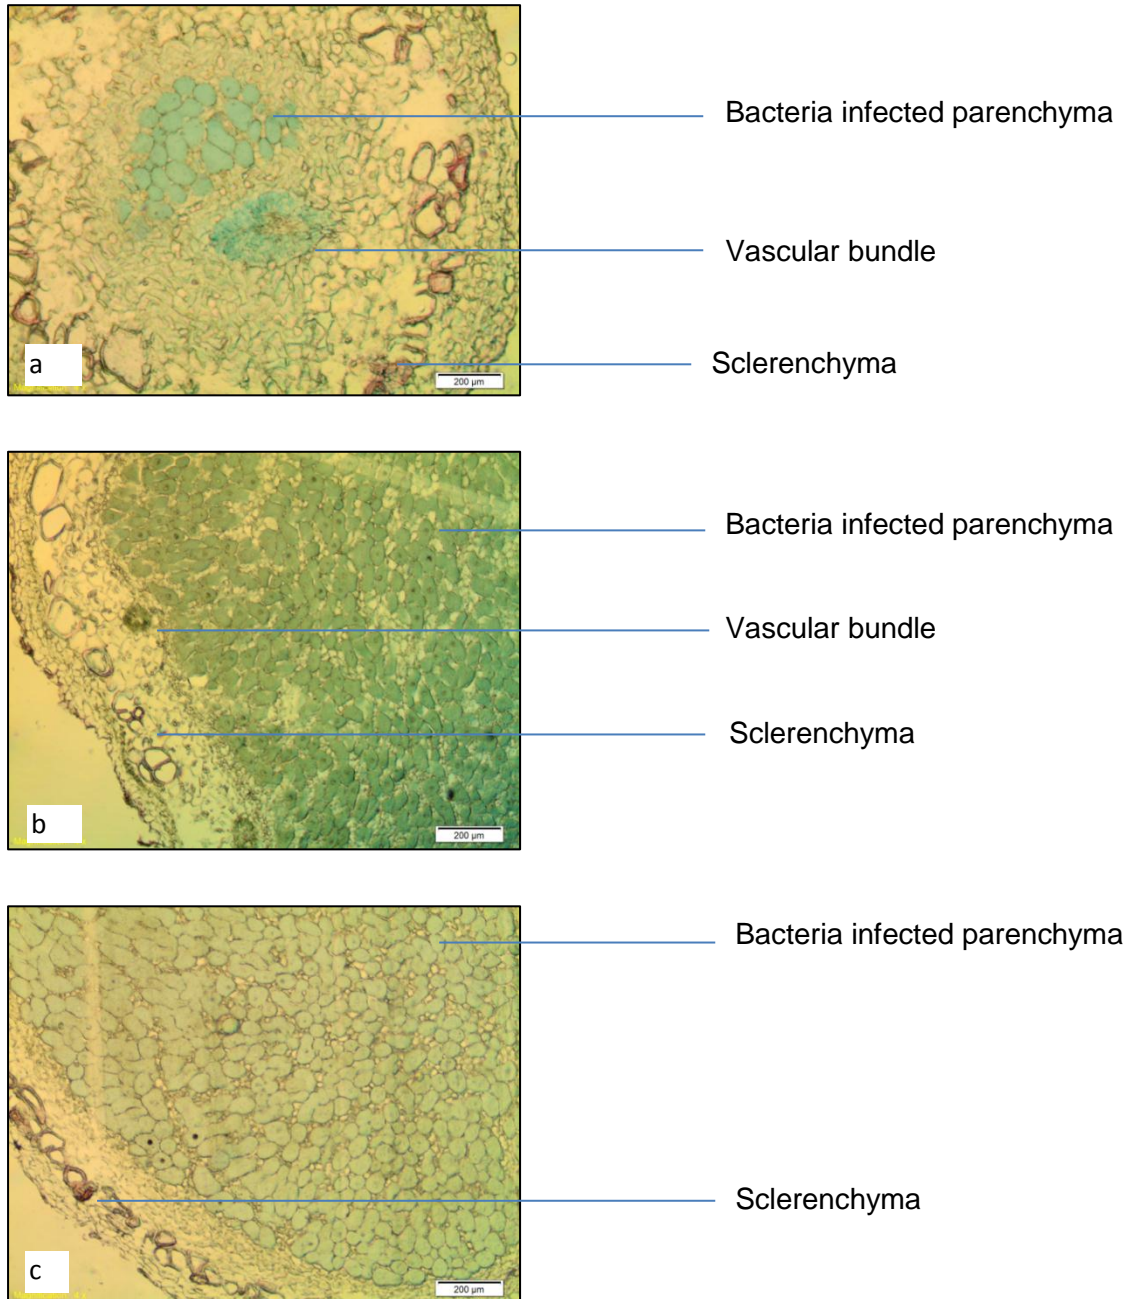 Bacteria infected parenchyma
Vascular bundle
Sclerenchyma
a
200 µm
Bacteria infected parenchyma
Vascular bundle
Sclerenchyma
b
200 µm
Bacteria infected parenchyma
Sclerenchyma
c
200 µm